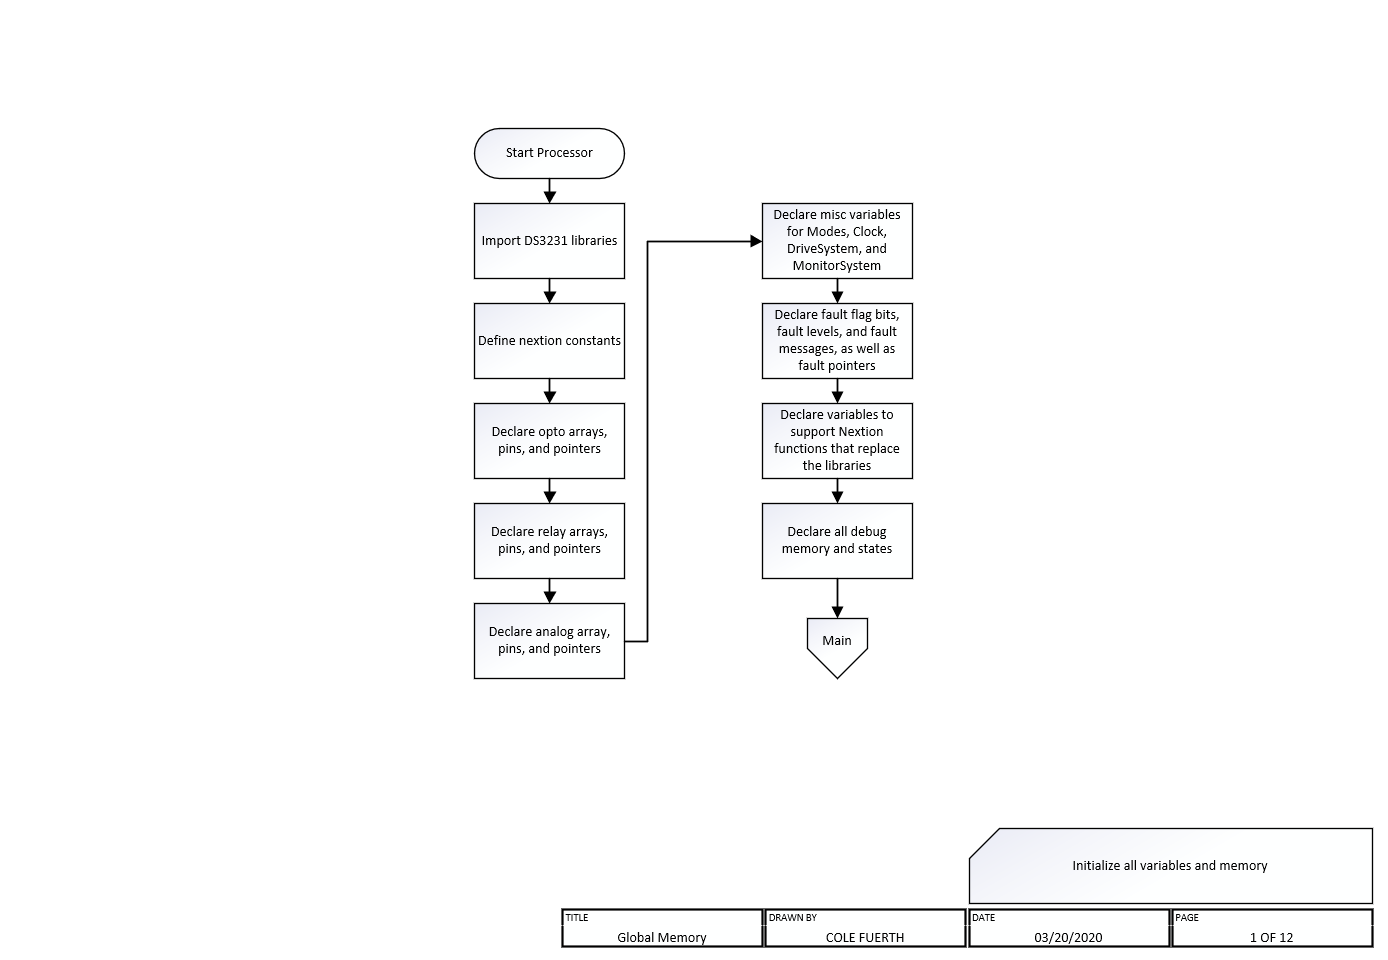 Start Processor
Import DS3231 libraries
Define nextion constants
Declare opto arrays,
pins, and pointers
Declare relay arrays,
pins, and pointers
Declare analog array,
pins, and pointers
Declare misc variables
for Modes, Clock,
DriveSystem, and
MonitorSystem
Declare fault flag bits,
fault levels, and fault
messages, as well as
fault pointers
Declare variables to
support Nextion
functions that replace
the libraries
Declare all debug
memory and states
Main
Initialize all variables and memory
TITLE
Global Memory
DRAWN BY
COLE FUERTH
DATE
03/20/2020
PAGE
1 OF 12